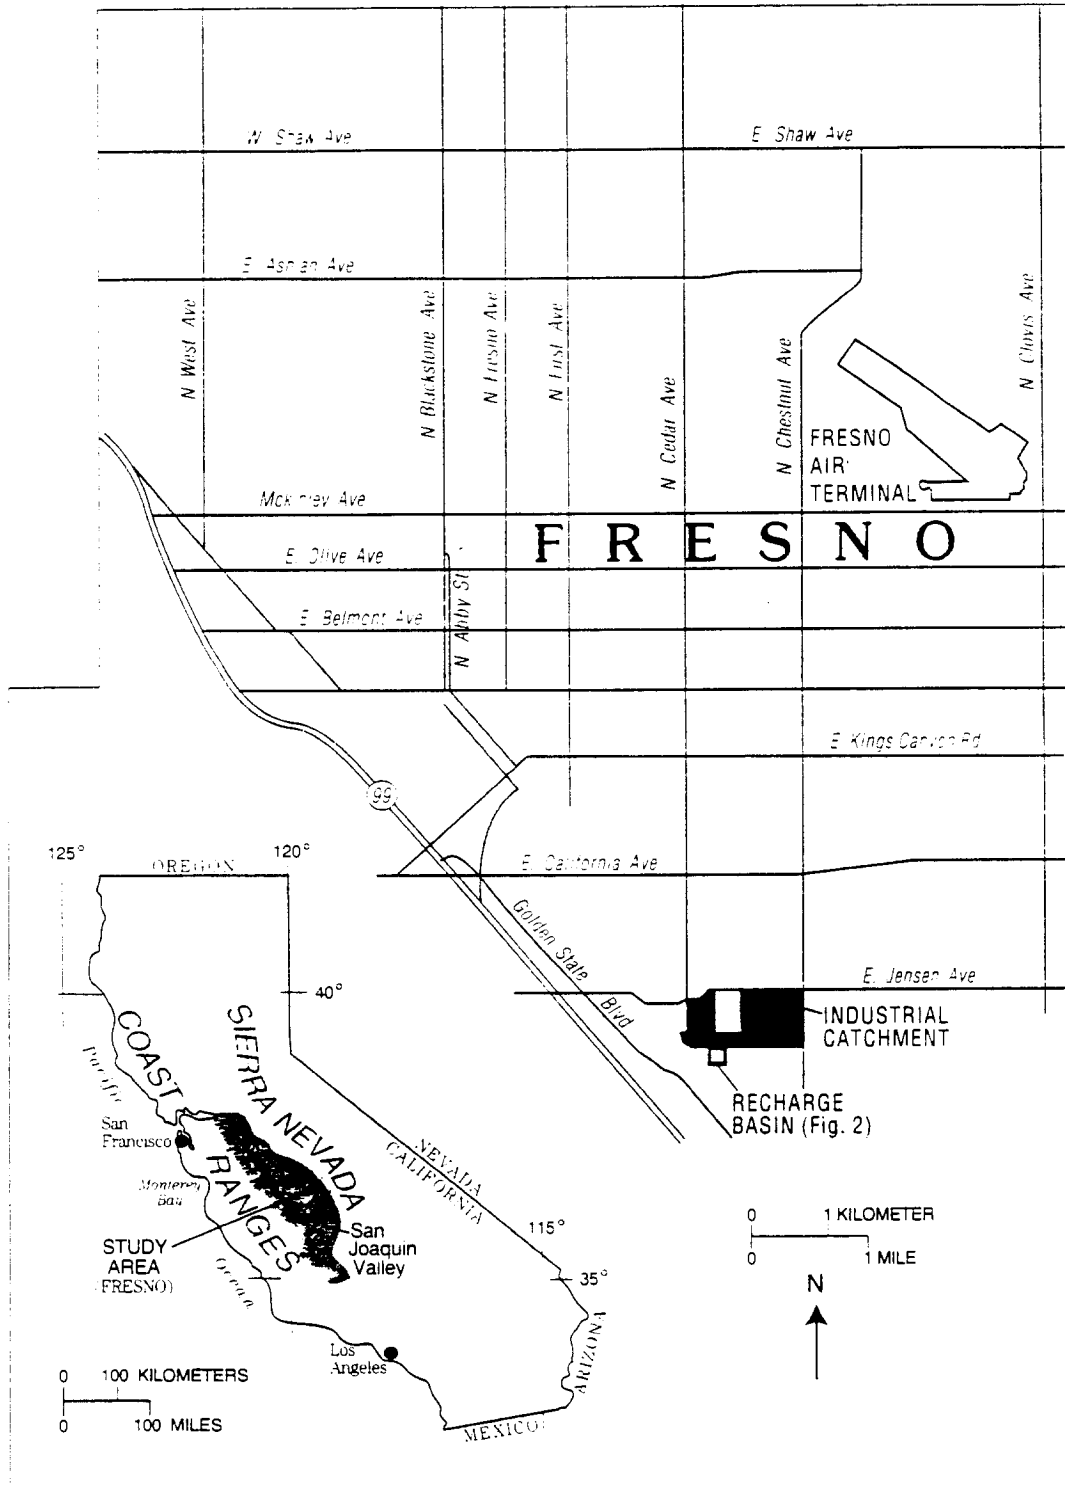 W. Shaw Ave
E. Shaw Ave
E. Ashlan Ave
N West Ave
N Blackstone Ave
N Fresno Ave
N First Ave
N Cedar Ave
N Chestnut Ave
N Clovis Ave
FRESNO
AIR
TERMINAL
McKinley Ave
FRESNO
E. Olive Ave
N Abby St
E Belmont Ave
E Kings Canyon Rd
99
E. California Ave
Golden State
Blvd
E. Jensen Ave
INDUSTRIAL
CATCHMENT
RECHARGE
BASIN (Fig. 2)
125°
120°
OREGON
40°
COAST
RANGES
SIERRA NEVADA
Pacific
Ocean
San
Francisco
Monterey
Bay
NEVADA
CALIFORNIA
STUDY
AREA
(FRESNO)
San
Joaquin
Valley
115°
35°
Los
Angeles
ARIZONA
MEXICO
0 100 KILOMETERS
0 100 MILES
0 1 KILOMETER
0 1 MILE
N